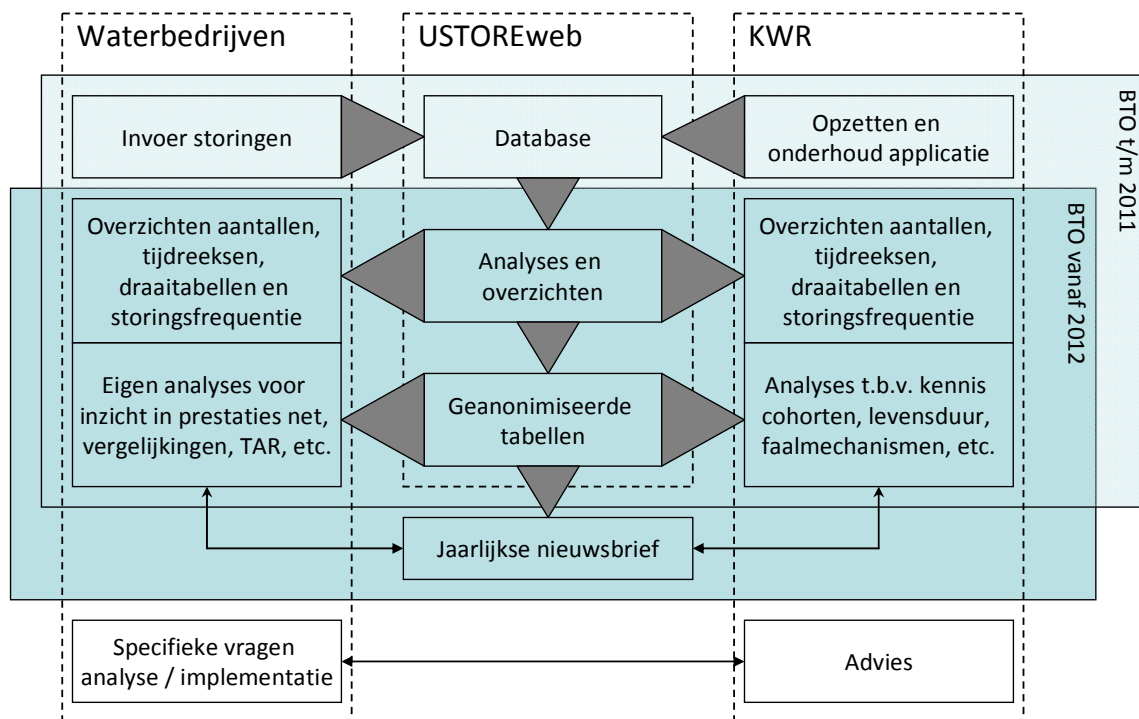 Waterbedrijven
USTOREweb
KWR
Invoer storingen
Database
Opzetten en
onderhoud applicatie
BTO t/m 2011
BTO vanaf 2012
Overzichten aantallen,
tijdreeksen,
draaitabellen en
storingsfrequentie
Analyses en
overzichten
Overzichten aantallen,
tijdreeksen,
draaitabellen en
storingsfrequentie
Eigen analyses voor
inzicht in prestaties net,
vergelijkingen, TAR, etc.
Geanonimiseerde
tabellen
Analyses t.b.v. kennis
cohorten, levensduur,
faalmechanismen, etc.
Jaarlijkse nieuwsbrief
Specifieke vragen
analyse / implementatie
Advies